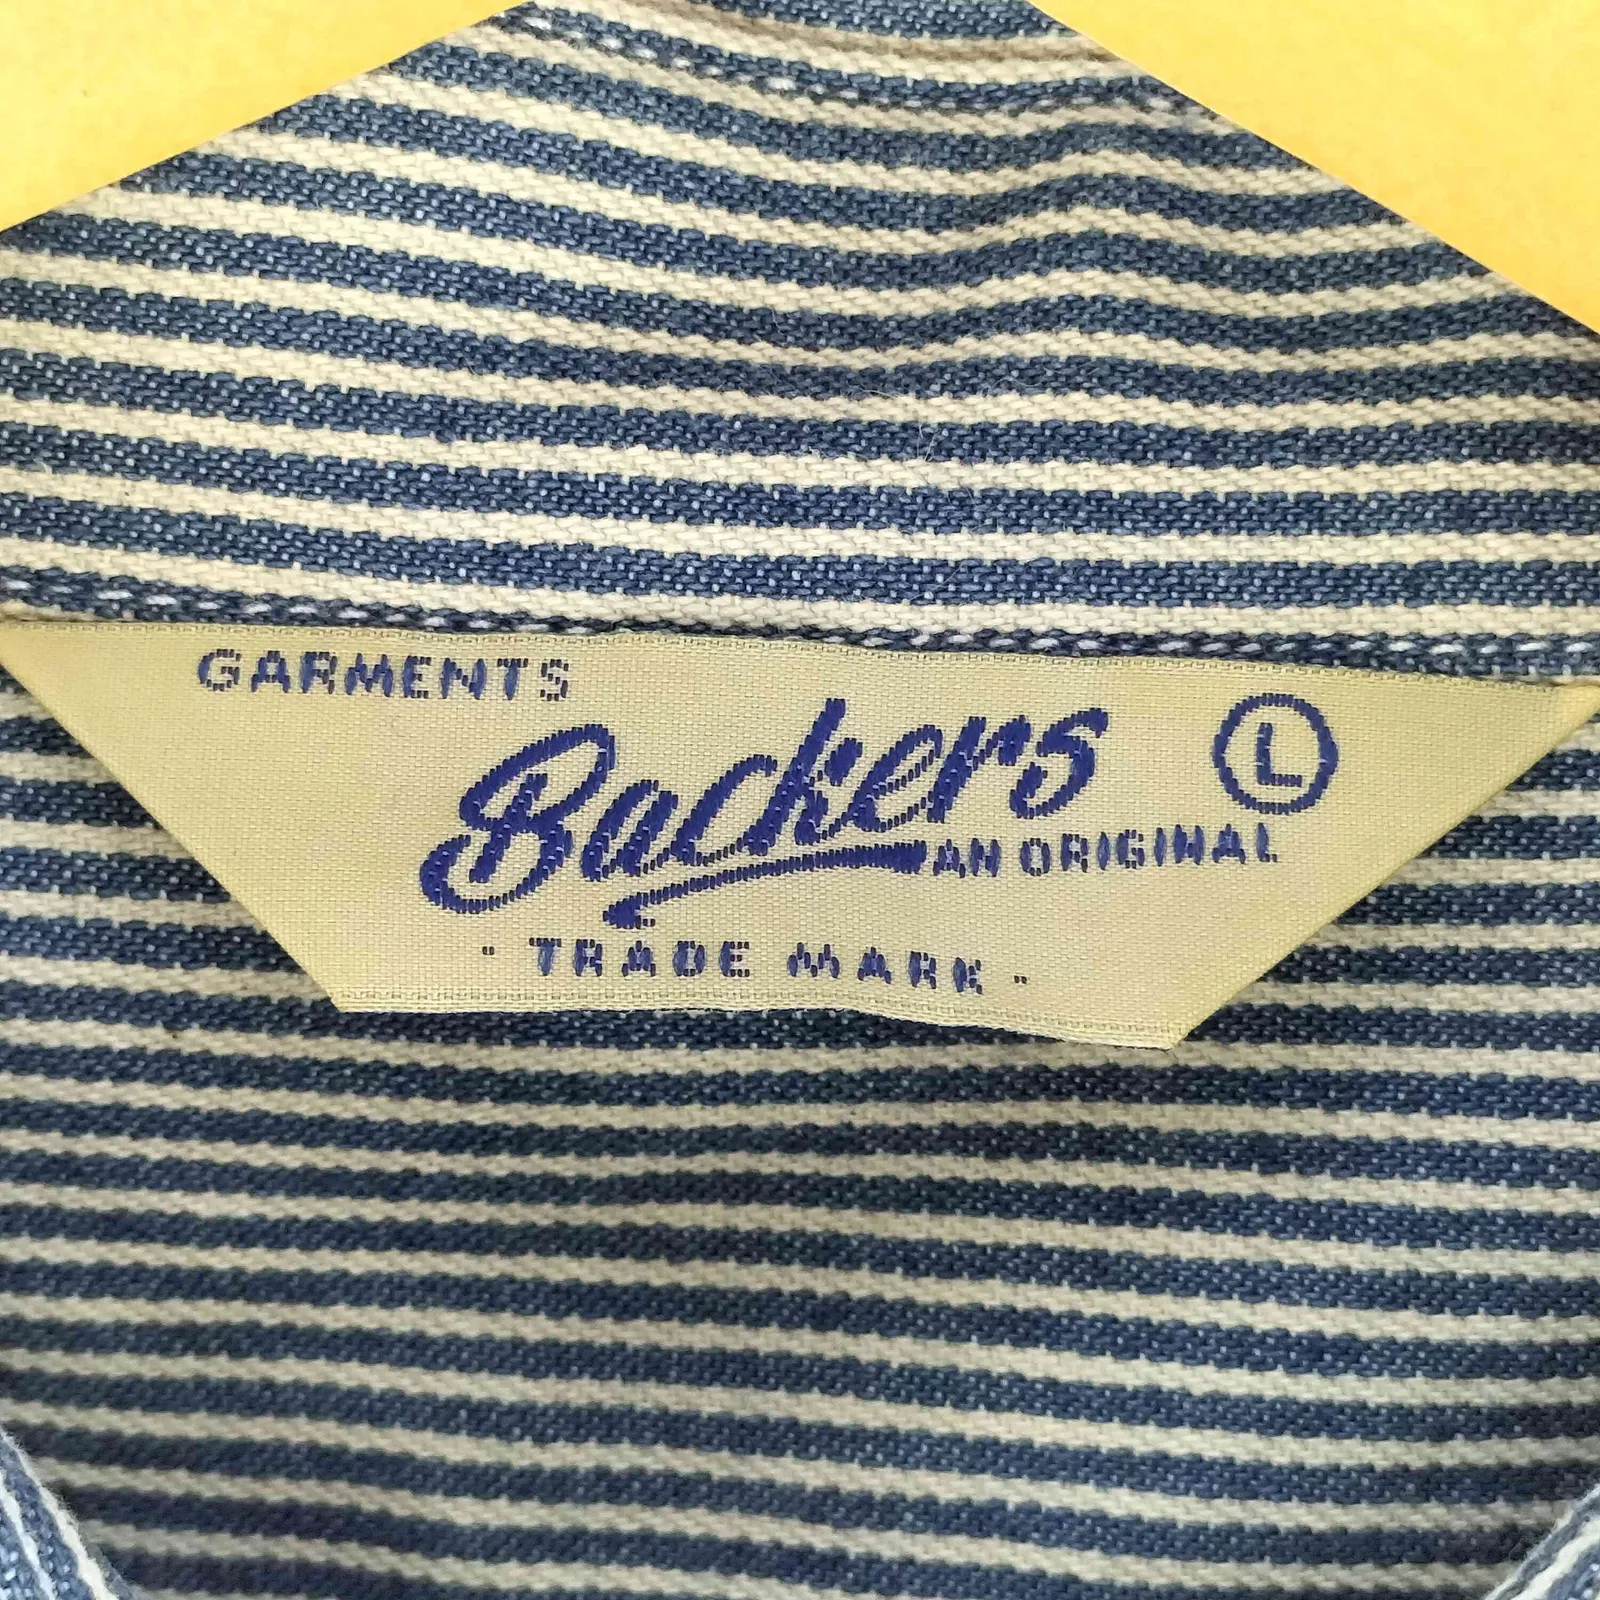 GARMENTS
Backers L
AN ORIGINAL
- TRADE MARK -